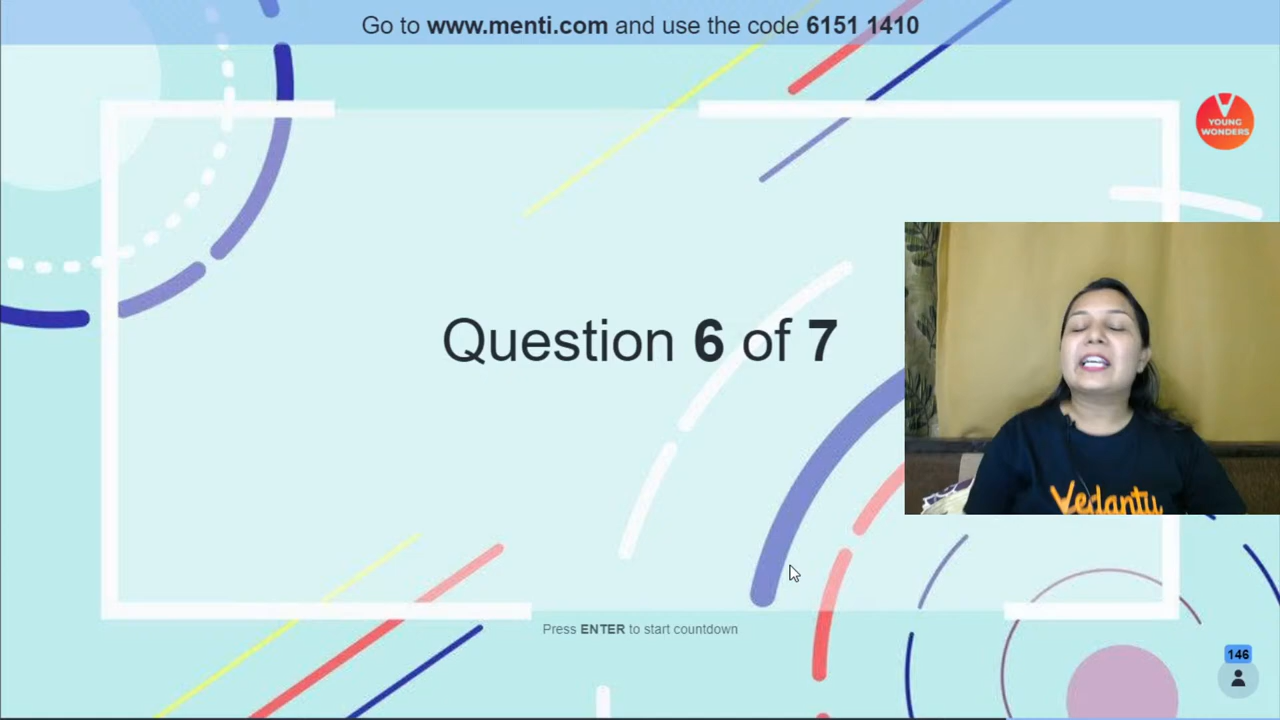 Go to www.menti.com and use the code 6151 1410
YOUNG
WONDERS
Question 6 of 7
Vedantu
Press ENTER to start countdown
146